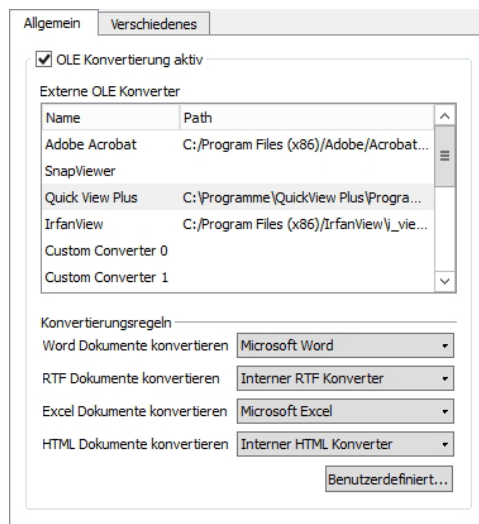 Allgemein Verschiedenes
OLE Konvertierung aktiv
Externe OLE Konverter
Name Path
Adobe Acrobat C:/Program Files (x86)/Adobe/Acrobat...
SnapViewer
Quick View Plus C:\Programme\QuickView Plus\Progra...
IrfanView C:/Program Files (x86)/IrfanView\i_vie...
Custom Converter 0
Custom Converter 1
Konvertierungsregeln
Word Dokumente konvertieren Microsoft Word
RTF Dokumente konvertieren Interner RTF Konverter
Excel Dokumente konvertieren Microsoft Excel
HTML Dokumente konvertieren Interner HTML Konverter
Benutzerdefiniert...